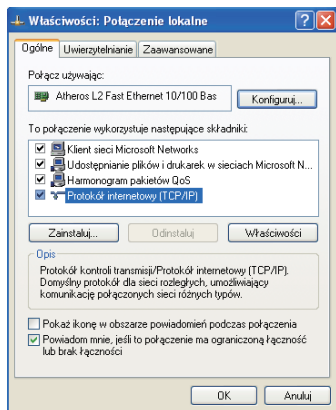 Właściwości: Połączenie lokalne
Ogólne Uwierzytelnianie Zaawansowane
Połącz używając:
Atheros L2 Fast Ethernet 10/100 Bas
Konfiguruj...
To połączenie wykorzystuje następujące składniki:
Klient sieci Microsoft Networks
Udostępnianie plików i drukarek w sieciach Microsoft N...
Harmonogram pakietów QoS
Protokół internetowy (TCP/IP)
Zainstaluj... Odinstaluj Właściwości
Opis
Protokół kontroli transmisji/Protokół internetowy (TCP/IP).
Domyślny protokół dla sieci rozległych, umożliwiający
komunikację połączonych sieci różnych typów.
Pokaż ikonę w obszarze powiadomień podczas połączenia
Powiadom mnie, jeśli to połączenie ma ograniczoną łączność
lub brak łączności
OK Anuluj